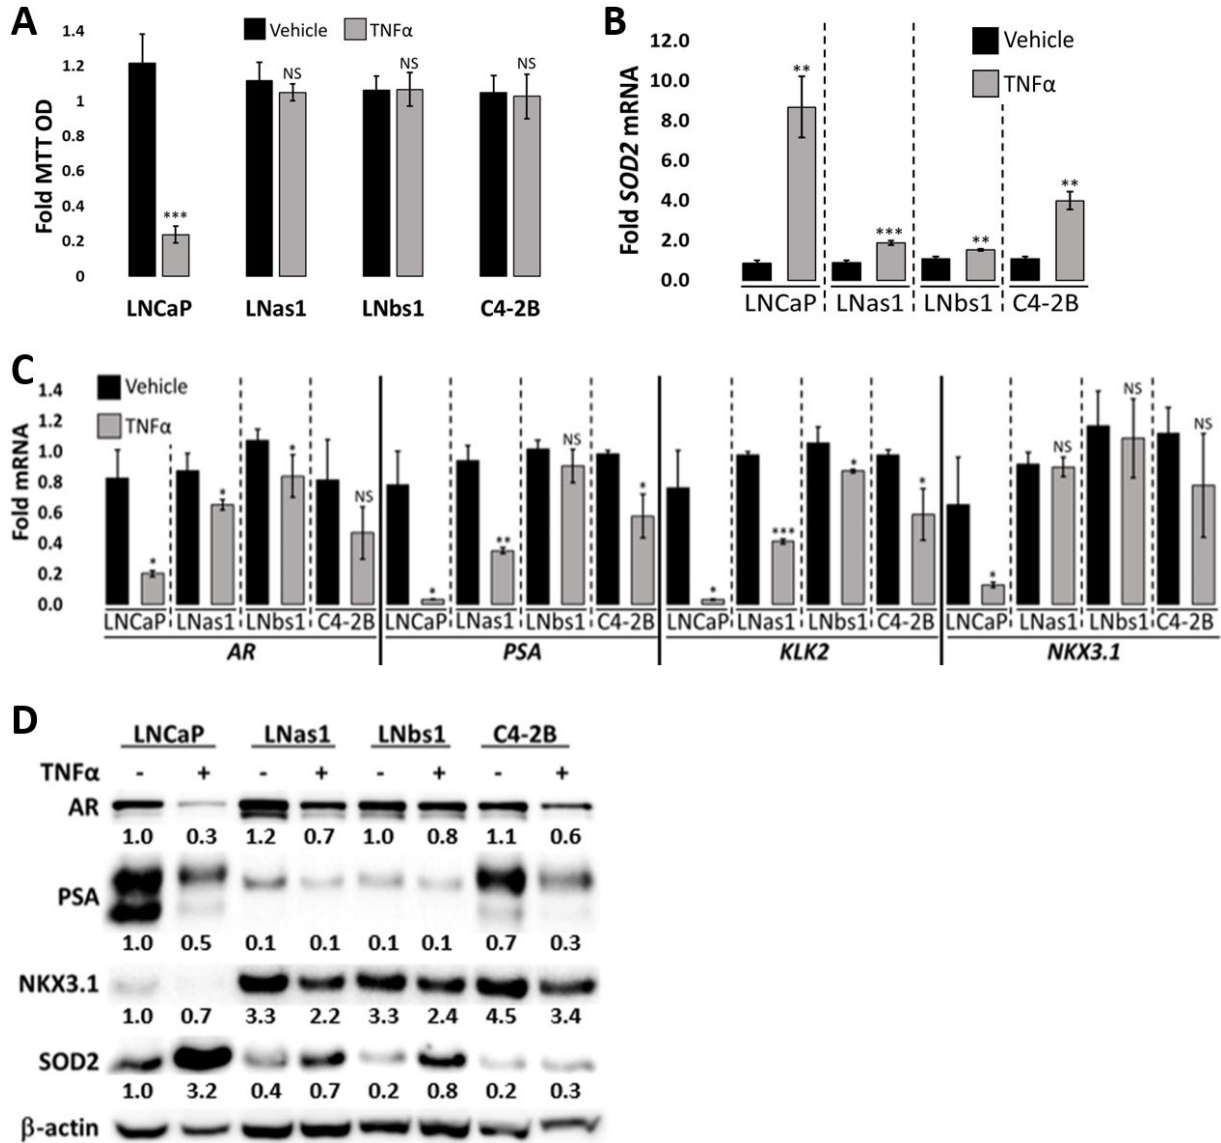 A
Vehicle TNFα
Fold MTT OD
1.4
1.2
1
0.8
0.6
0.4
0.2
0
***
NS
NS
NS
LNCaP LNas1 LNbs1 C4-2B
B
Vehicle
TNFα
Fold SOD2 mRNA
12.0
10.0
8.0
6.0
4.0
2.0
0.0
**
***
**
**
LNCaP LNas1 LNbs1 C4-2B
C
Vehicle
TNFα
Fold mRNA
1.4
1.2
1.0
0.8
0.6
0.4
0.2
0.0
* * * NS * ** NS * * *** * * * NS NS NS
LNCaP LNas1 LNbs1 C4-2B LNCaP LNas1 LNbs1 C4-2B LNCaP LNas1 LNbs1 C4-2B LNCaP LNas1 LNbs1 C4-2B
AR PSA KLK2 NKX3.1
D
LNCaP LNas1 LNbs1 C4-2B
TNFα - + - + - + - +
AR
1.0 0.3 1.2 0.7 1.0 0.8 1.1 0.6
PSA
1.0 0.5 0.1 0.1 0.1 0.1 0.7 0.3
NKX3.1
1.0 0.7 3.3 2.2 3.3 2.4 4.5 3.4
SOD2
1.0 3.2 0.4 0.7 0.2 0.8 0.2 0.3
β-actin